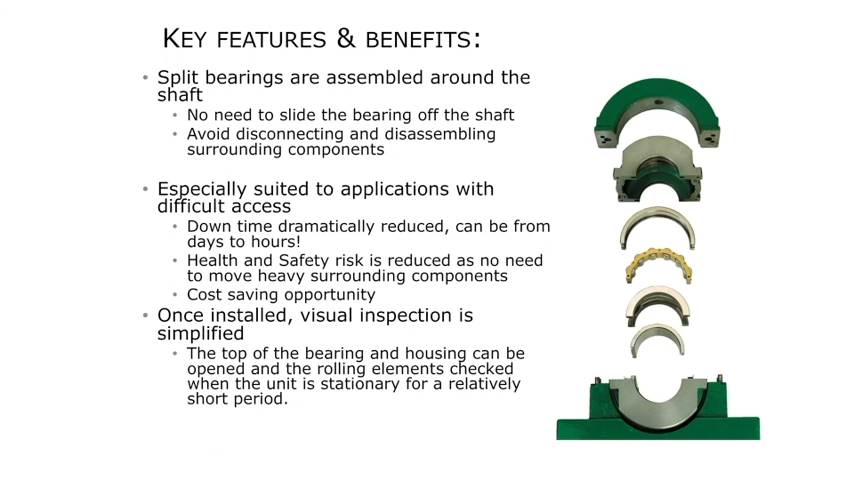 KEY FEATURES & BENEFITS:
• Split bearings are assembled around the
shaft
• No need to slide the bearing off the shaft
• Avoid disconnecting and disassembling
surrounding components
• Especially suited to applications with
difficult access
• Down time dramatically reduced, can be from
days to hours!
• Health and Safety risk is reduced as no need
to move heavy surrounding components
• Cost saving opportunity
• Once installed, visual inspection is
simplified
• The top of the bearing and housing can be
opened and the rolling elements checked
when the unit is stationary for a relatively
short period.